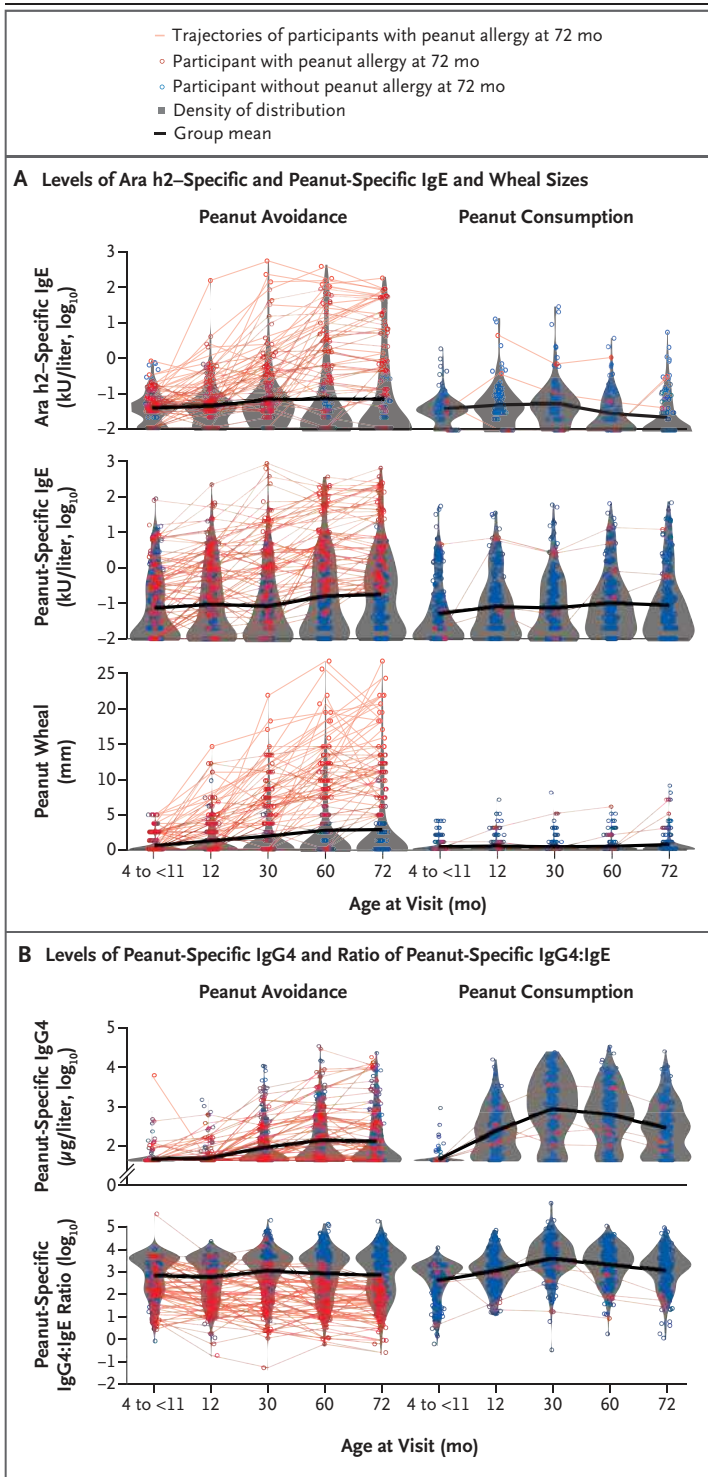 Trajectories of participants with peanut allergy at 72 mo
Participant with peanut allergy at 72 mo
Participant without peanut allergy at 72 mo
Density of distribution
Group mean
A Levels of Ara h2–Specific and Peanut-Specific IgE and Wheal Sizes
Peanut Avoidance Peanut Consumption
Ara h2–Specific IgE
(kU/liter, log10)
3
2
1
0
−1
−2
Peanut-Specific IgE
(kU/liter, log10)
3
2
1
0
−1
−2
Peanut Wheal
(mm)
25
20
15
10
5
0
4 to <11 12 30 60 72 4 to <11 12 30 60 72
Age at Visit (mo)
B Levels of Peanut-Specific IgG4 and Ratio of Peanut-Specific IgG4:IgE
Peanut Avoidance Peanut Consumption
Peanut-Specific IgG4
(µg/liter, log10)
5
4
3
2
0
Peanut-Specific
IgG4:IgE Ratio (log10)
5
4
3
2
1
0
−1
−2
4 to <11 12 30 60 72 4 to <11 12 30 60 72
Age at Visit (mo)